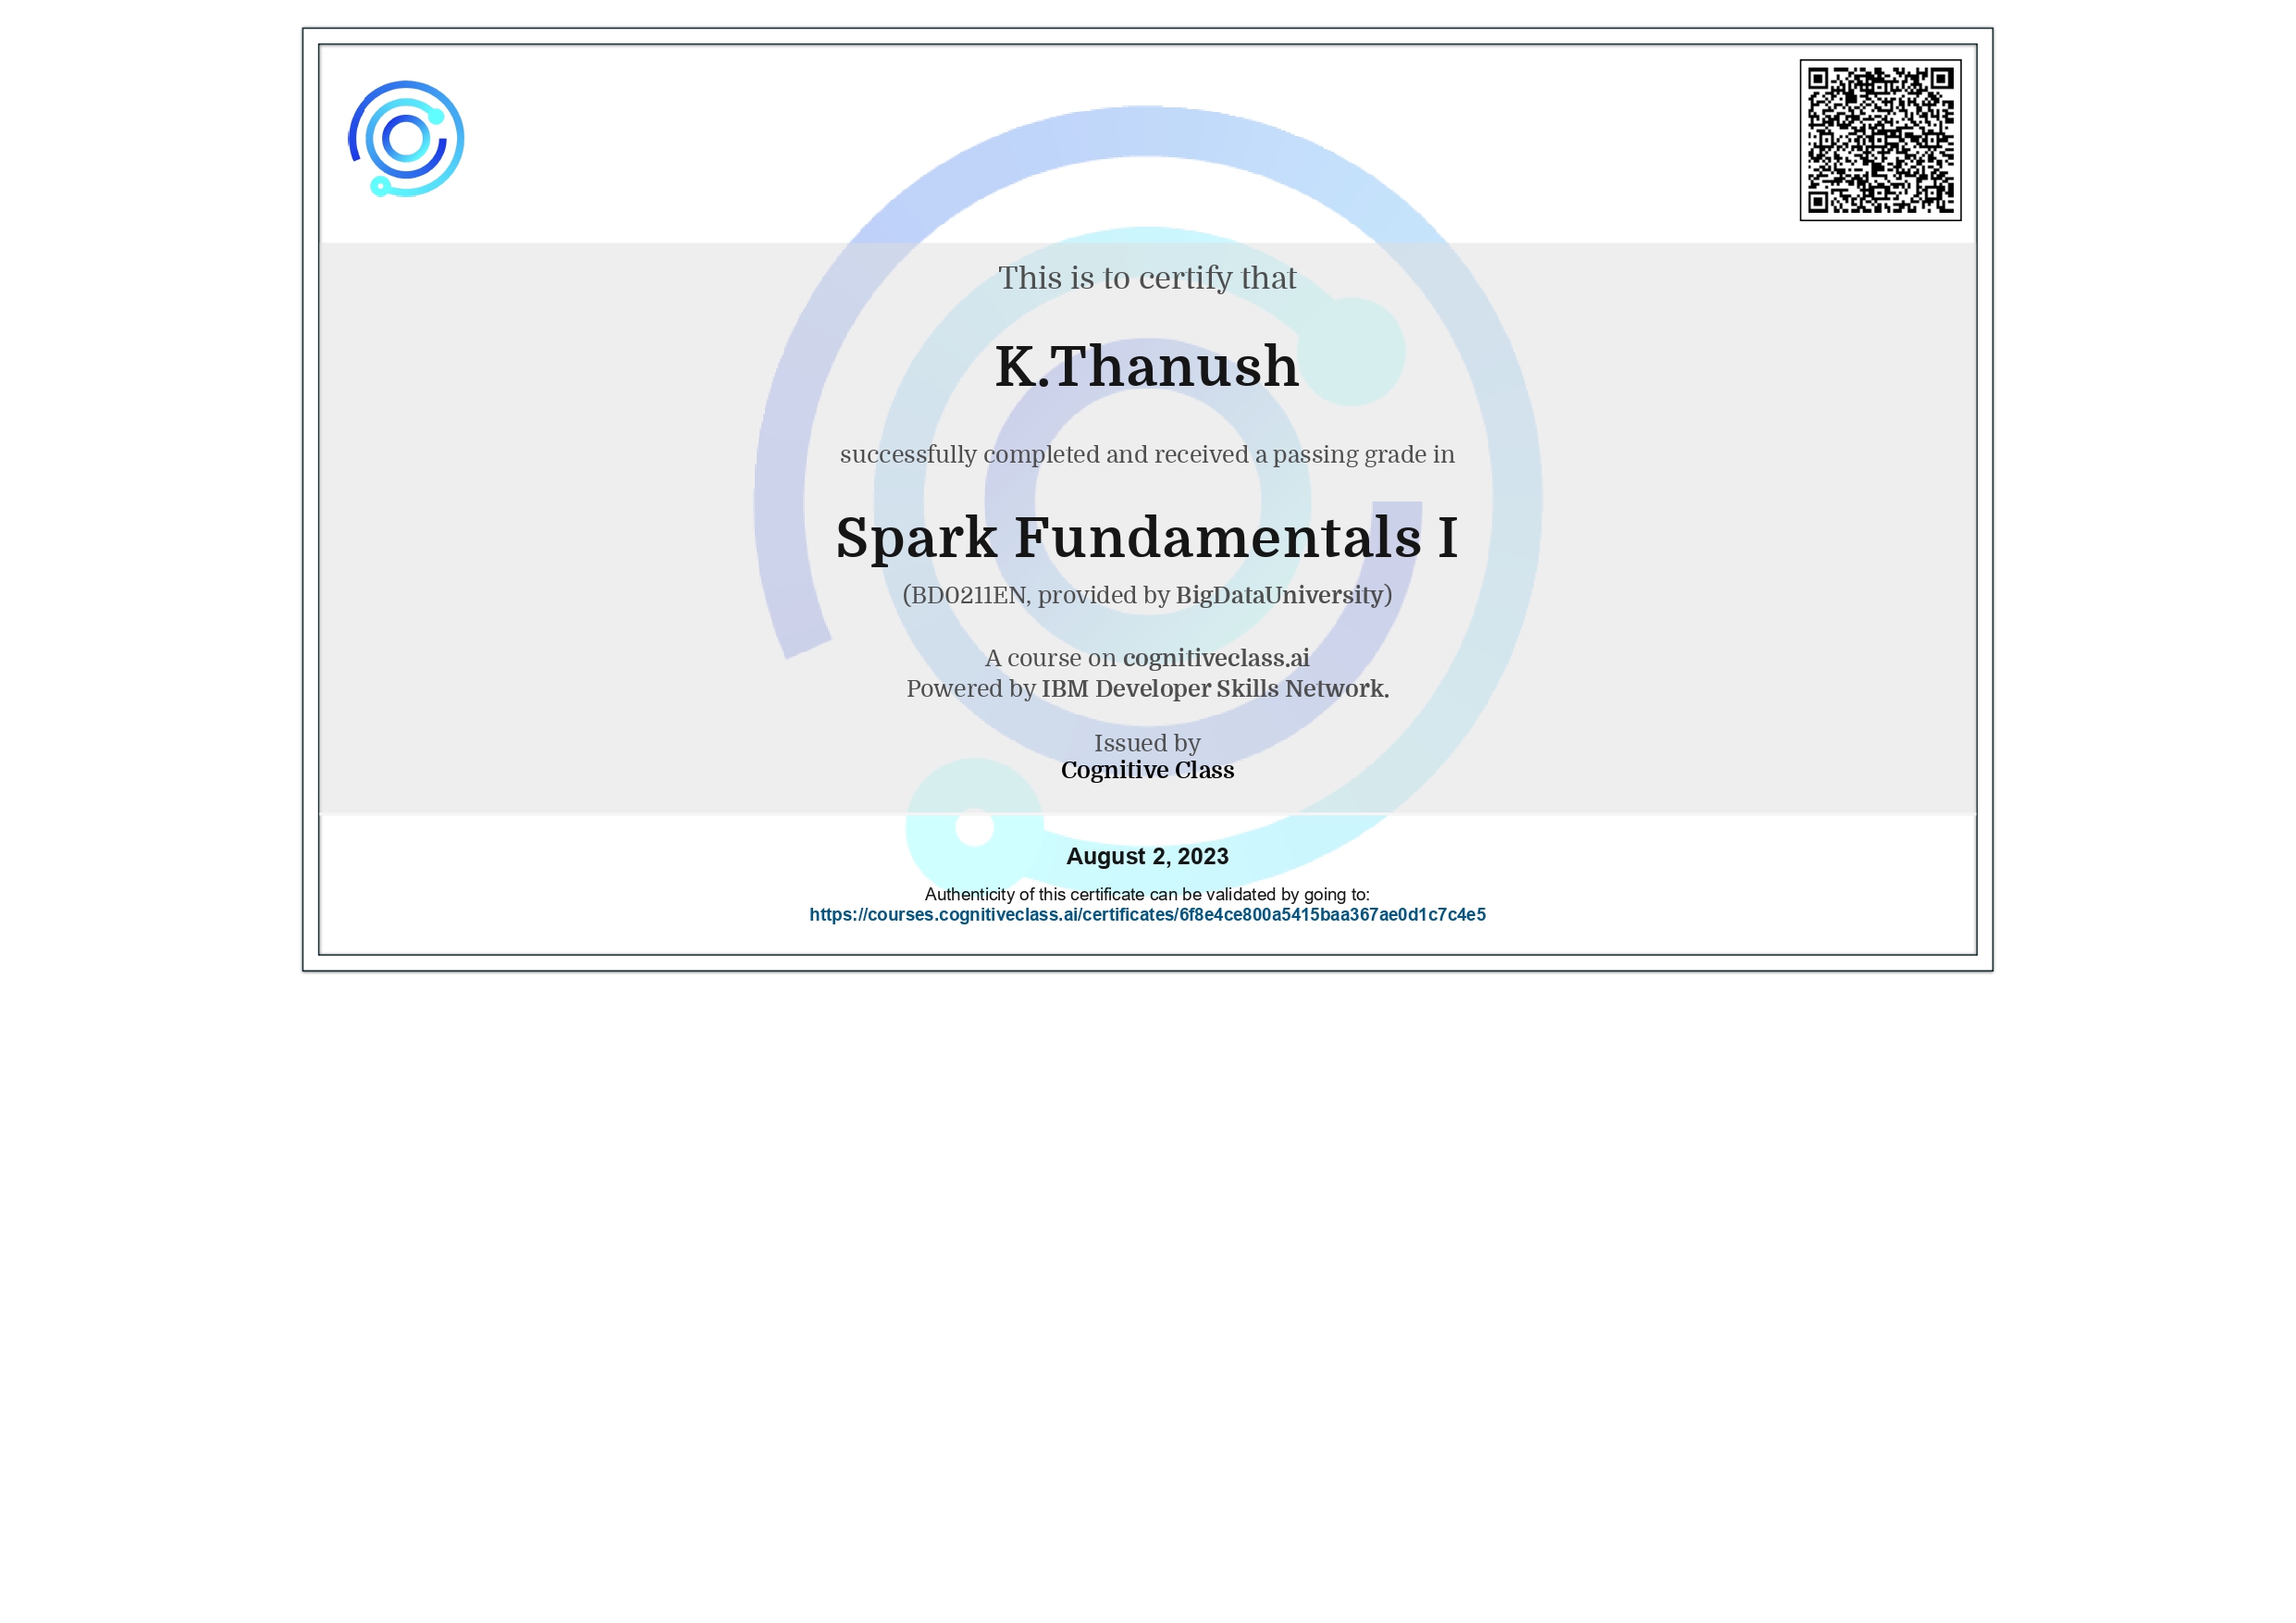 This is to certify that
K.Thanush
successfully completed and received a passing grade in
Spark Fundamentals I
(BD0211EN, provided by BigDataUniversity)
A course on cognitiveclass.ai
Powered by IBM Developer Skills Network.
Issued by
Cognitive Class
August 2, 2023
Authenticity of this certificate can be validated by going to:
https://courses.cognitiveclass.ai/certificates/6f8e4ce800a5415baa367ae0d1c7c4e5